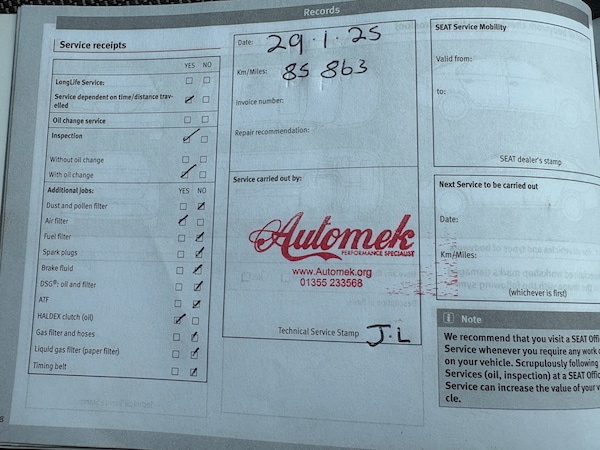 Records
Service receipts
YES NO
LongLife Service:
Service dependent on time/distance trav-
elled
Oil change service
Inspection
Without oil change
With oil change
Additional jobs: YES NO
Dust and pollen filter
Air filter
Fuel filter
Spark plugs
Brake fluid
DSG®: oil and filter
ATF
HALDEX clutch (oil)
Gas filter and hoses
Liquid gas filter (paper filter)
Timing belt
Date: 29.1.25
Km/Miles: 85 863
Invoice number:
Repair recommendation:
Service carried out by:
Automek
PERFORMANCE SPECIALIST
www.Automek.org
01355 233568
Technical Service Stamp J.L
SEAT Service Mobility
Valid from:
to:
SEAT dealer's stamp
Next Service to be carried out
Date:
Km/Miles:
(whichever is first)
i Note
We recommend that you visit a SEAT Offi
Service whenever you require any work
on your vehicle. Scrupulously following
Services (oil, inspection) at a SEAT Offic
Service can increase the value of your v
cle.
8